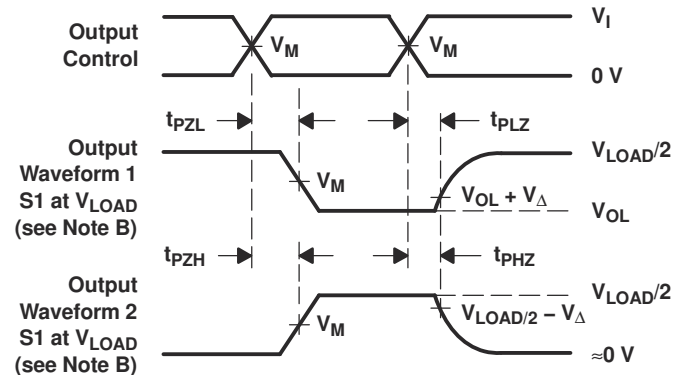 Output
Control
V_M
V_M
V_I
0 V
t_PZL
t_PLZ
Output
Waveform 1
S1 at V_LOAD
(see Note B)
V_M
V_OL + V_Δ
V_LOAD/2
V_OL
t_PZH
t_PHZ
Output
Waveform 2
S1 at V_LOAD
(see Note B)
V_M
V_LOAD/2 − V_Δ
V_LOAD/2
≈0 V